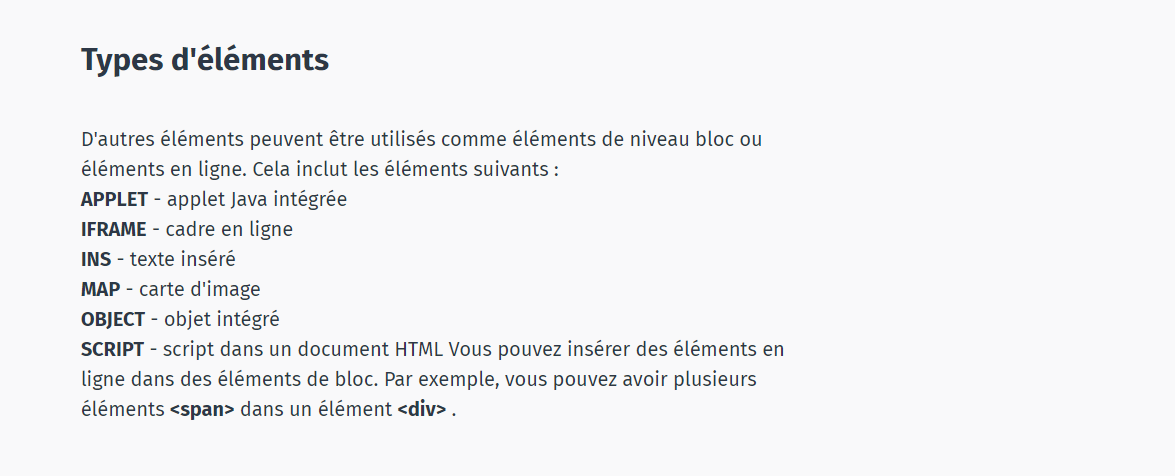 Types d'éléments
D'autres éléments peuvent être utilisés comme éléments de niveau bloc ou
éléments en ligne. Cela inclut les éléments suivants :
APPLET - applet Java intégrée
IFRAME - cadre en ligne
INS - texte inséré
MAP - carte d'image
OBJECT - objet intégré
SCRIPT - script dans un document HTML Vous pouvez insérer des éléments en
ligne dans des éléments de bloc. Par exemple, vous pouvez avoir plusieurs
éléments <span> dans un élément <div> .